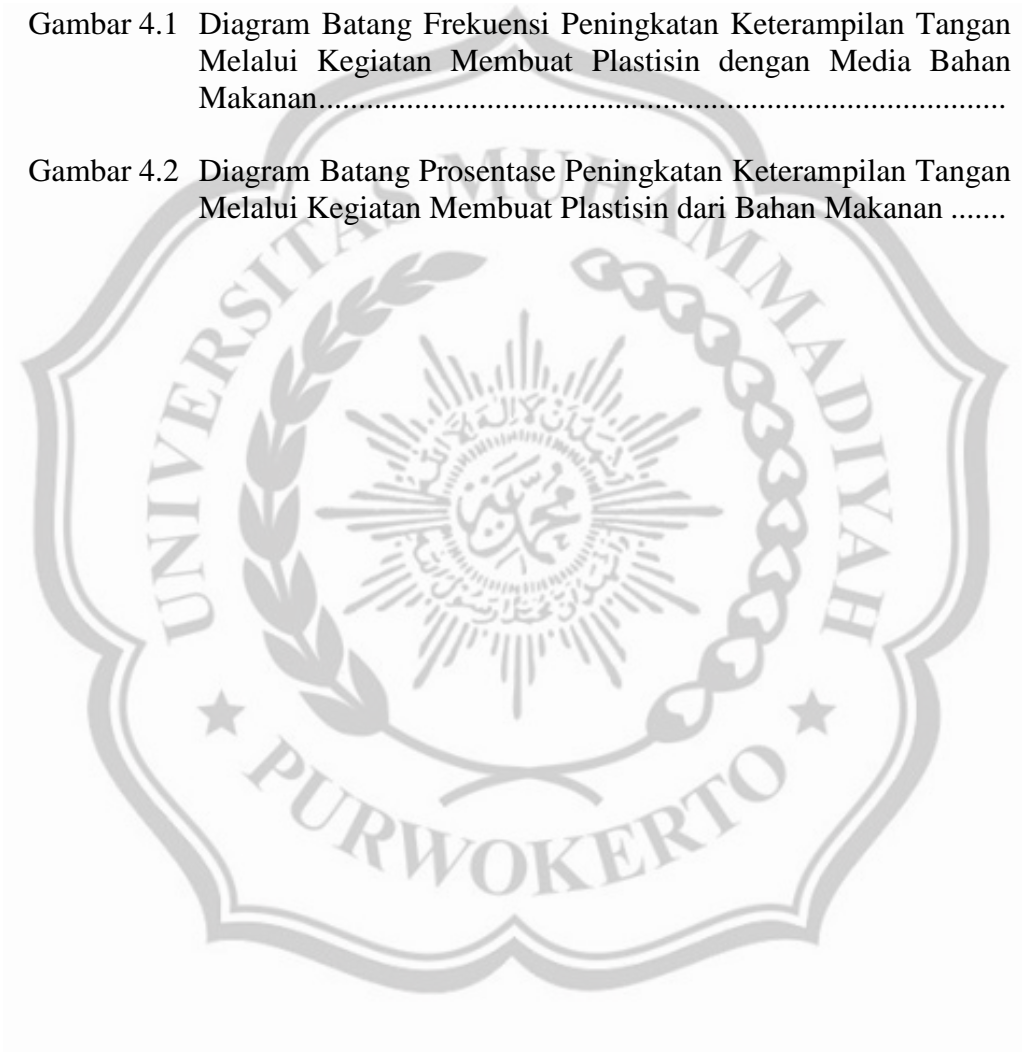 Gambar 4.1 Diagram Batang Frekuensi Peningkatan Keterampilan Tangan
Melalui Kegiatan Membuat Plastisin dengan Media Bahan
Makanan......................................................................................
Gambar 4.2 Diagram Batang Prosentase Peningkatan Keterampilan Tangan
Melalui Kegiatan Membuat Plastisin dari Bahan Makanan .......
UNIVERSITAS MUHAMMADIYAH
PURWOKERTO